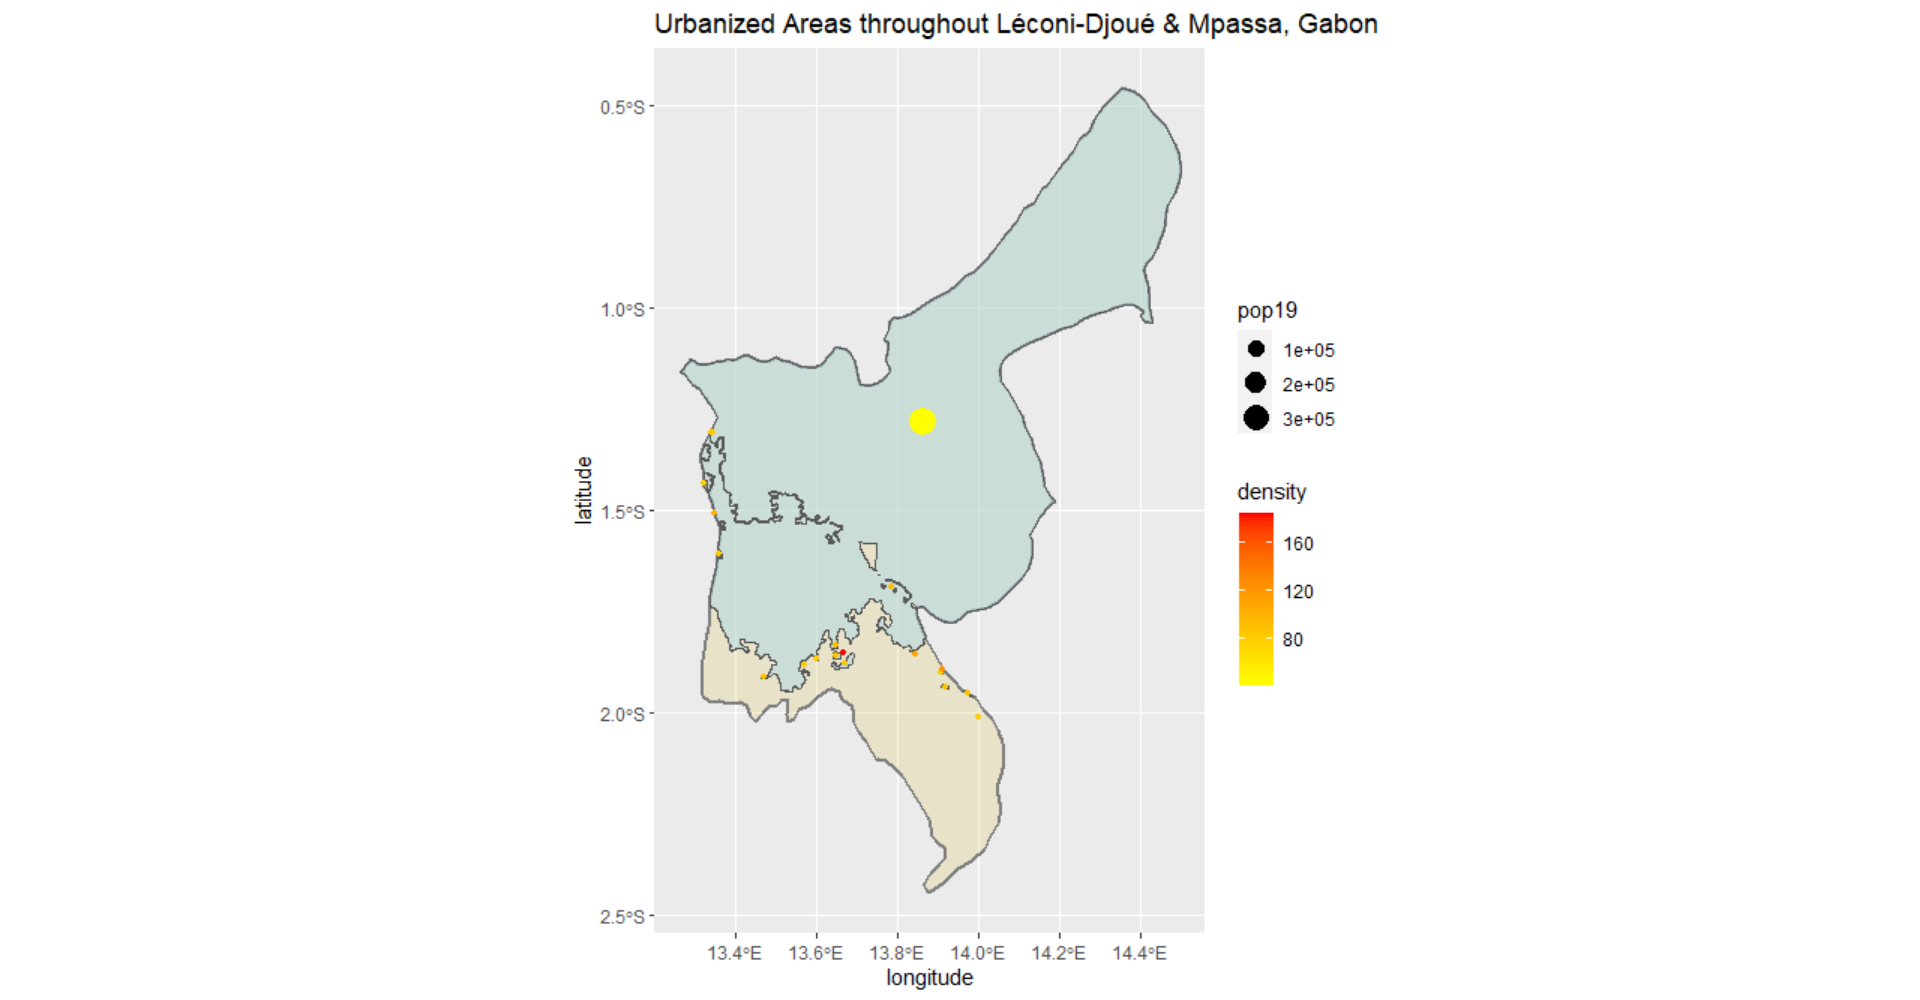 Urbanized Areas throughout Léconi-Djoué & Mpassa, Gabon
0.5°S
1.0°S
1.5°S
2.0°S
2.5°S
latitude
13.4°E 13.6°E 13.8°E 14.0°E 14.2°E 14.4°E
longitude
pop19
1e+05
2e+05
3e+05
density
160
120
80